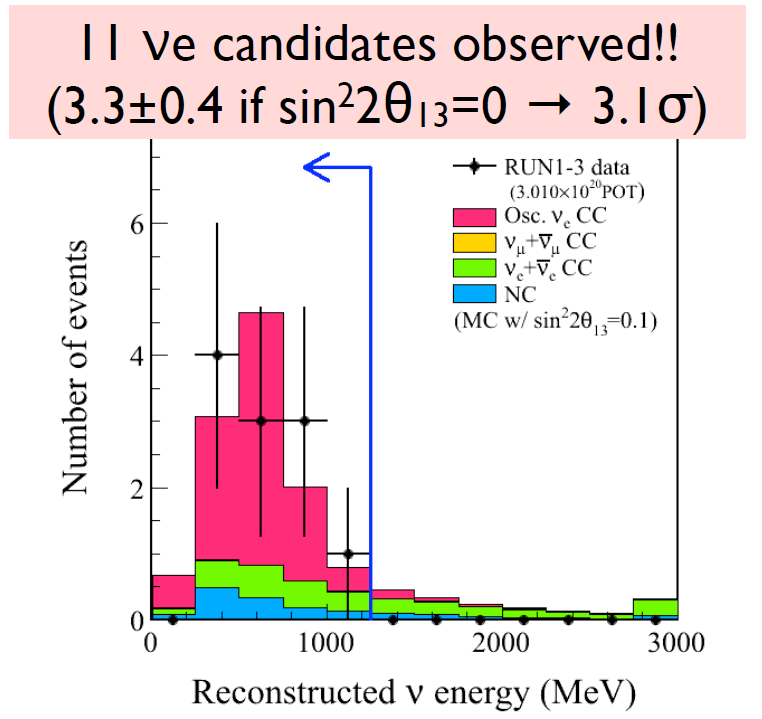 11 νe candidates observed!!
(3.3±0.4 if sin²2θ₁₃=0 → 3.1σ)
RUN1-3 data
(3.010×10²⁰POT)
Osc. νₑ CC
ν_μ+ν̅_μ CC
νₑ+ν̅ₑ CC
NC
(MC w/ sin²2θ₁₃=0.1)
Number of events
6
4
2
0
0 1000 2000 3000
Reconstructed ν energy (MeV)